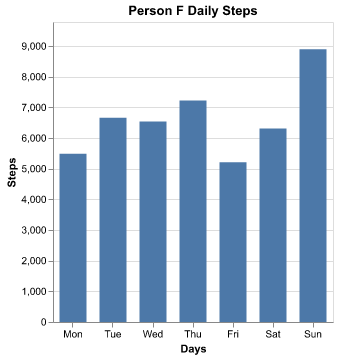 Person F Daily Steps
Steps
9,000
8,000
7,000
6,000
5,000
4,000
3,000
2,000
1,000
0
Mon Tue Wed Thu Fri Sat Sun
Days